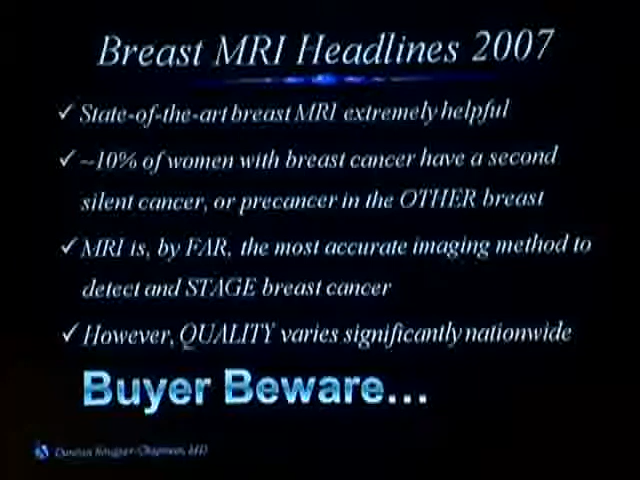 Breast MRI Headlines 2007
✓ State-of-the-art breast MRI extremely helpful
✓ ~10% of women with breast cancer have a second
silent cancer, or precancer in the OTHER breast
✓ MRI is, by FAR, the most accurate imaging method to
detect and STAGE breast cancer
✓ However, QUALITY varies significantly nationwide
Buyer Beware...
MD